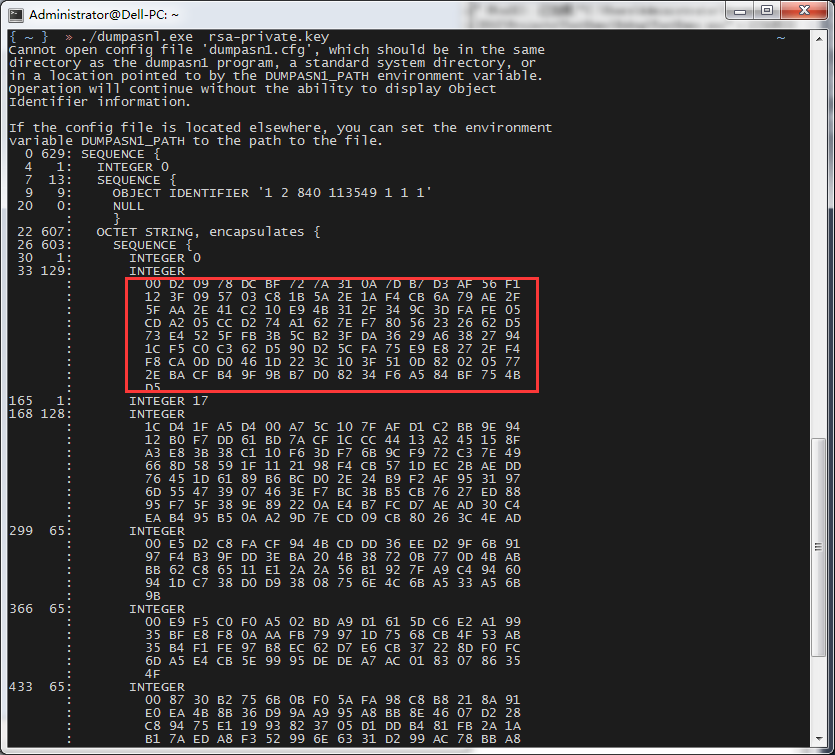 Administrator@Dell-PC: ~
{ ~ } » ./dumpasn1.exe rsa-private.key ~
Cannot open config file 'dumpasn1.cfg', which should be in the same
directory as the dumpasn1 program, a standard system directory, or
in a location pointed to by the DUMPASN1_PATH environment variable.
Operation will continue without the ability to display Object
Identifier information.
If the config file is located elsewhere, you can set the environment
variable DUMPASN1_PATH to the path to the file.
0 629: SEQUENCE {
4 1: INTEGER 0
7 13: SEQUENCE {
9 9: OBJECT IDENTIFIER '1 2 840 113549 1 1 1'
20 0: NULL
: }
22 607: OCTET STRING, encapsulates {
26 603: SEQUENCE {
30 1: INTEGER 0
33 129: INTEGER
: 00 D2 09 78 DC BF 72 7A 31 0A 7D B7 D3 AF 56 F1
: 12 3F 09 57 03 C8 1B 5A 2E 1A F4 CB 6A 79 AE 2F
: 5F AA 2E 41 C2 10 E9 4B 31 2F 34 9C 3D FA FE 05
: CD A2 05 CC D2 74 A1 62 7E F7 80 56 23 26 62 D5
: 73 E4 52 5F FB 3B 5C B2 3F DA 36 29 A6 38 27 94
: 1C F5 C0 C3 62 D5 90 D2 5C FA 75 E9 E8 27 2F F4
: F8 CA 0D D0 46 1D 22 3C 10 3F 51 0D 82 02 05 77
: 2E BA CF B4 9F 9B B7 D0 82 34 F6 A5 84 BF 75 4B
: D5
165 1: INTEGER 17
168 128: INTEGER
: 1C D4 1F A5 D4 00 A7 5C 10 7F AF D1 C2 BB 9E 94
: 12 B0 F7 DD 61 BD 7A CF 1C CC 44 13 A2 45 15 8F
: A3 E8 3B 38 C1 10 F6 3D F7 6B 9C F9 72 C3 7E 49
: 66 8D 58 59 1F 11 21 98 F4 CB 57 1D EC 2B AE DD
: 76 45 1D 61 89 B6 BC D0 2E 24 B9 F2 AF 95 31 97
: 6D 55 47 39 07 46 3E F7 BC 3B B5 CB 76 27 ED 88
: 95 F7 5F 38 9E 89 22 0A E4 B7 FC D7 AE AD 30 C4
: EA B4 95 B5 0A A2 9D 7E CD 09 CB 80 26 3C 4E AD
299 65: INTEGER
: 00 E5 D2 C8 FA CF 94 4B CD DD 36 EE D2 9F 6B 91
: 97 F4 B3 9F DD 3E BA 20 4B 38 72 0B 77 0D 4B AB
: BB 62 C8 65 11 E1 2A 2A 56 B1 92 7F A9 C4 94 60
: 94 1D C7 38 D0 D9 38 08 75 6E 4C 6B A5 33 A5 6B
: 9B
366 65: INTEGER
: 00 E9 F5 C0 F0 A5 02 BD A9 D1 61 5D C6 E2 A1 99
: 35 BF E8 F8 0A AA FB 79 97 1D 75 68 CB 4F 53 AB
: 35 B4 F1 FE 97 B8 EC 62 D7 E6 CB 37 22 8D F0 FC
: 6D A5 E4 CB 5E 99 95 DE DE A7 AC 01 83 07 86 35
: 4F
433 65: INTEGER
: 00 87 30 B2 75 6B 0B F0 5A FA 98 C8 B8 21 8A 91
: E0 EA 4B 8B 36 D9 9A A9 95 A8 BB 8E 46 07 D2 28
: C8 94 75 E1 19 93 82 37 05 D1 DD B4 81 FB 2A 1A
: B1 7A ED A8 F3 52 99 6E 63 31 D2 99 AC 78 BB A8